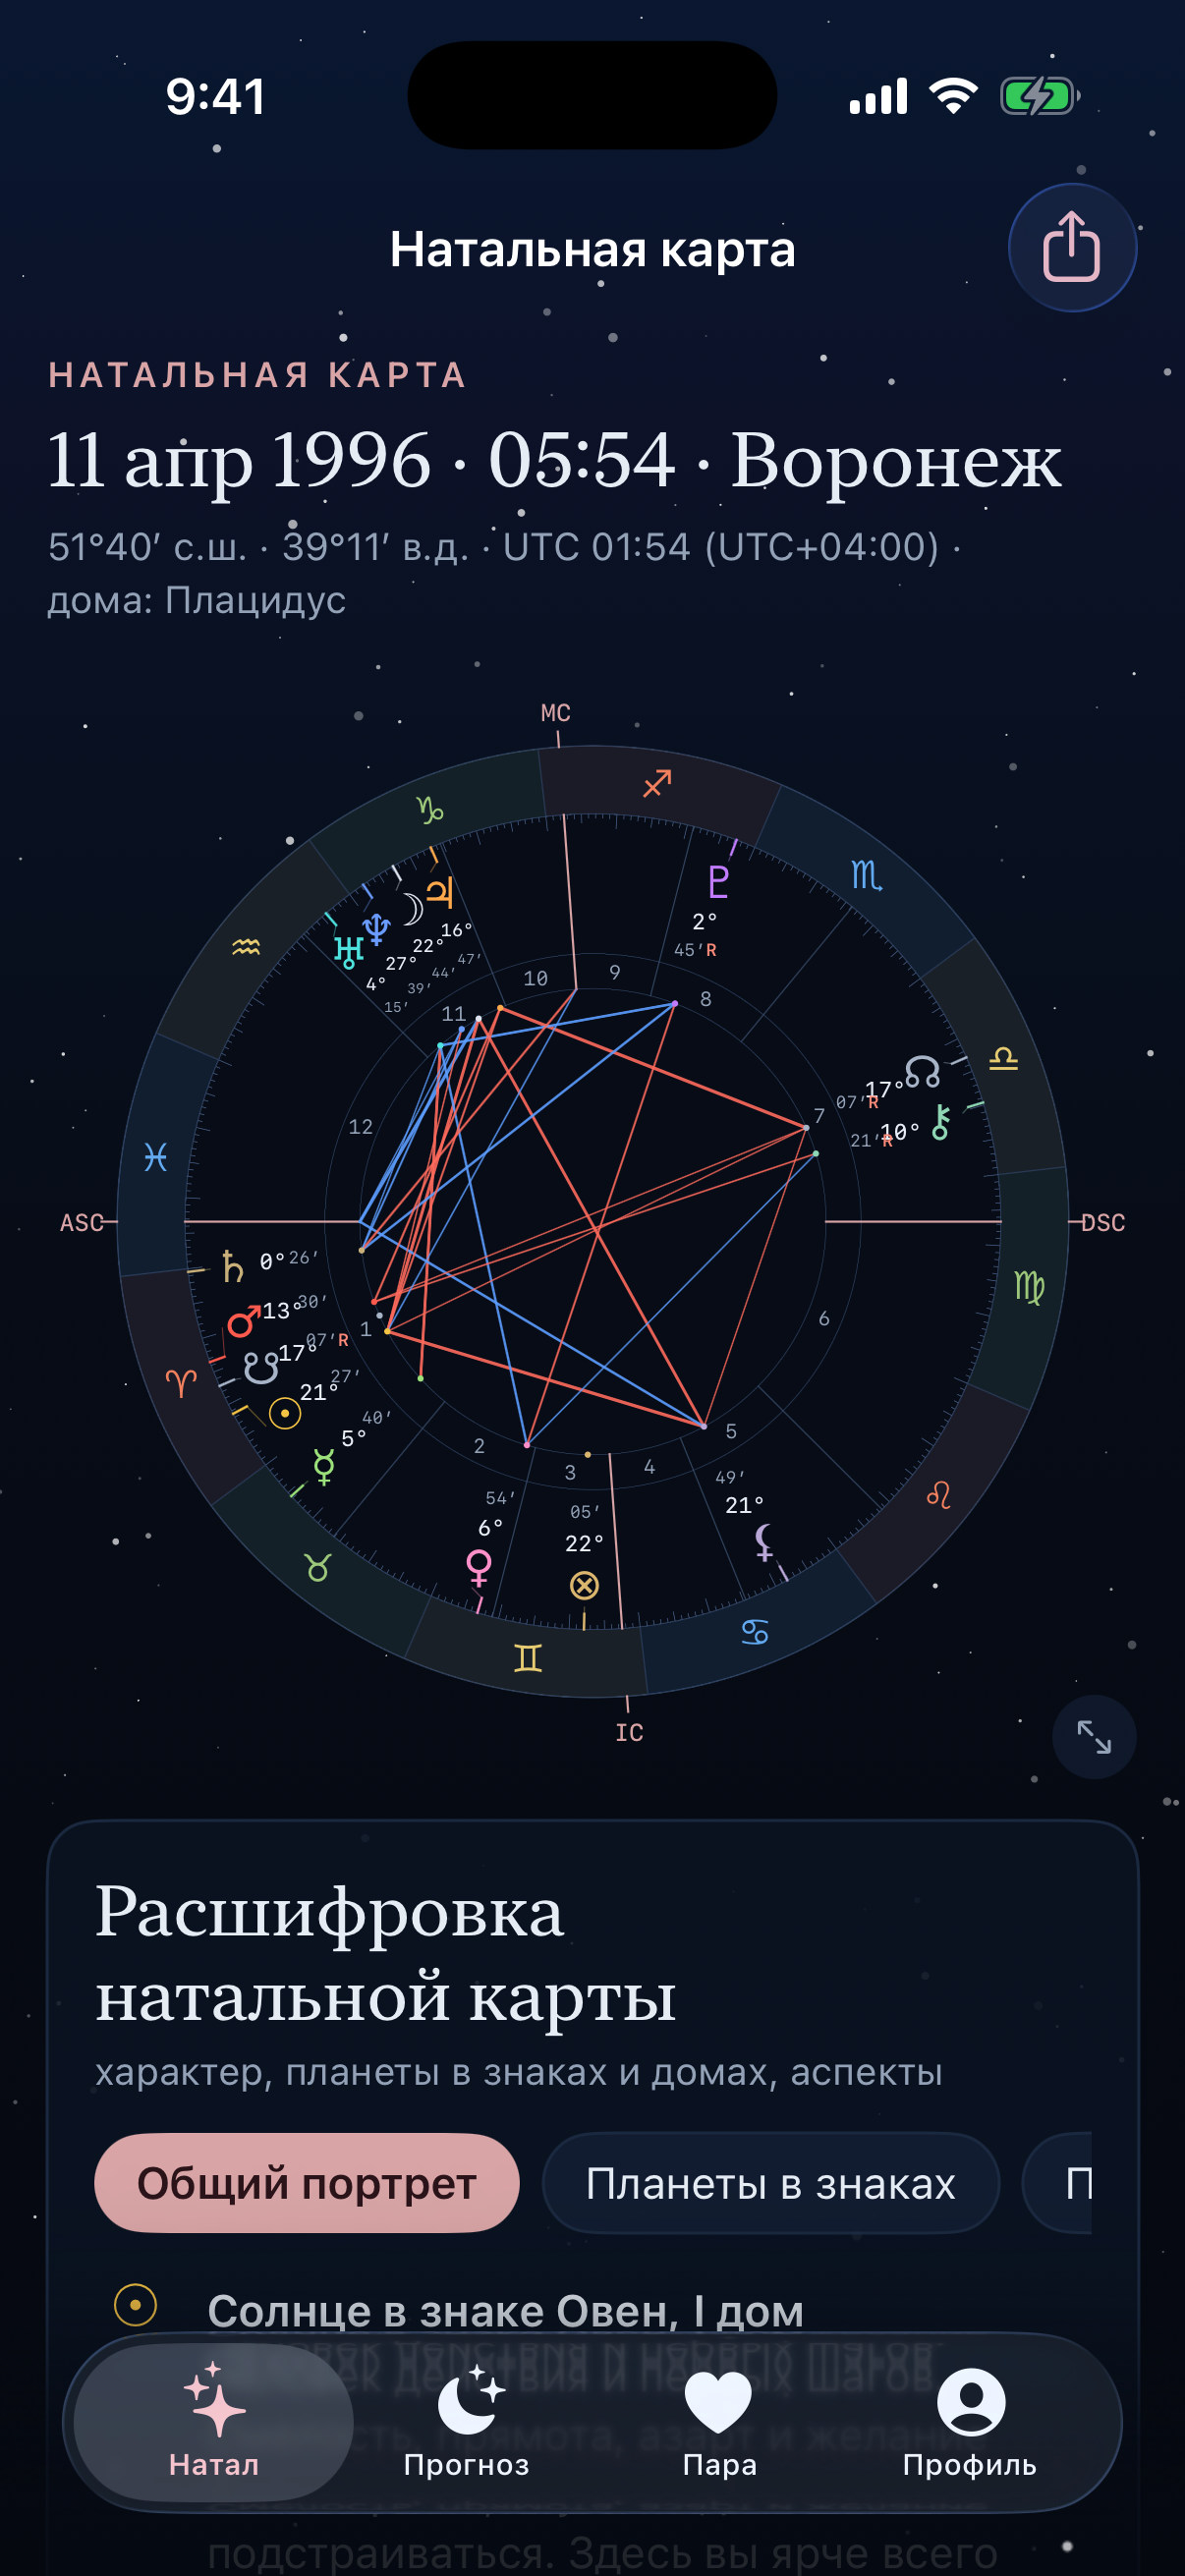 9:41
Натальная карта
НАТАЛЬНАЯ КАРТА
11 апр 1996 · 05:54 · Воронеж
51°40′ с.ш. · 39°11′ в.д. · UTC 01:54 (UTC+04:00) ·
дома: Плацидус
MC
16°
47′
22°
44′
27°
39′
4°
15′
2°
45′R
10
9
8
11
12
7
17°
07′R
10°
21′R
ASC
DSC
0° 26′
13° 30′
17° 07′R
21° 27′
5° 40′
1
6
2
3
4
5
54′
6°
05′
22°
49′
21°
IC
Расшифровка
натальной карты
характер, планеты в знаках и домах, аспекты
Общий портрет
Планеты в знаках
П
Солнце в знаке Овен, I дом
Натал
Прогноз
Пара
Профиль
подстраиваться. Здесь вы ярче всего